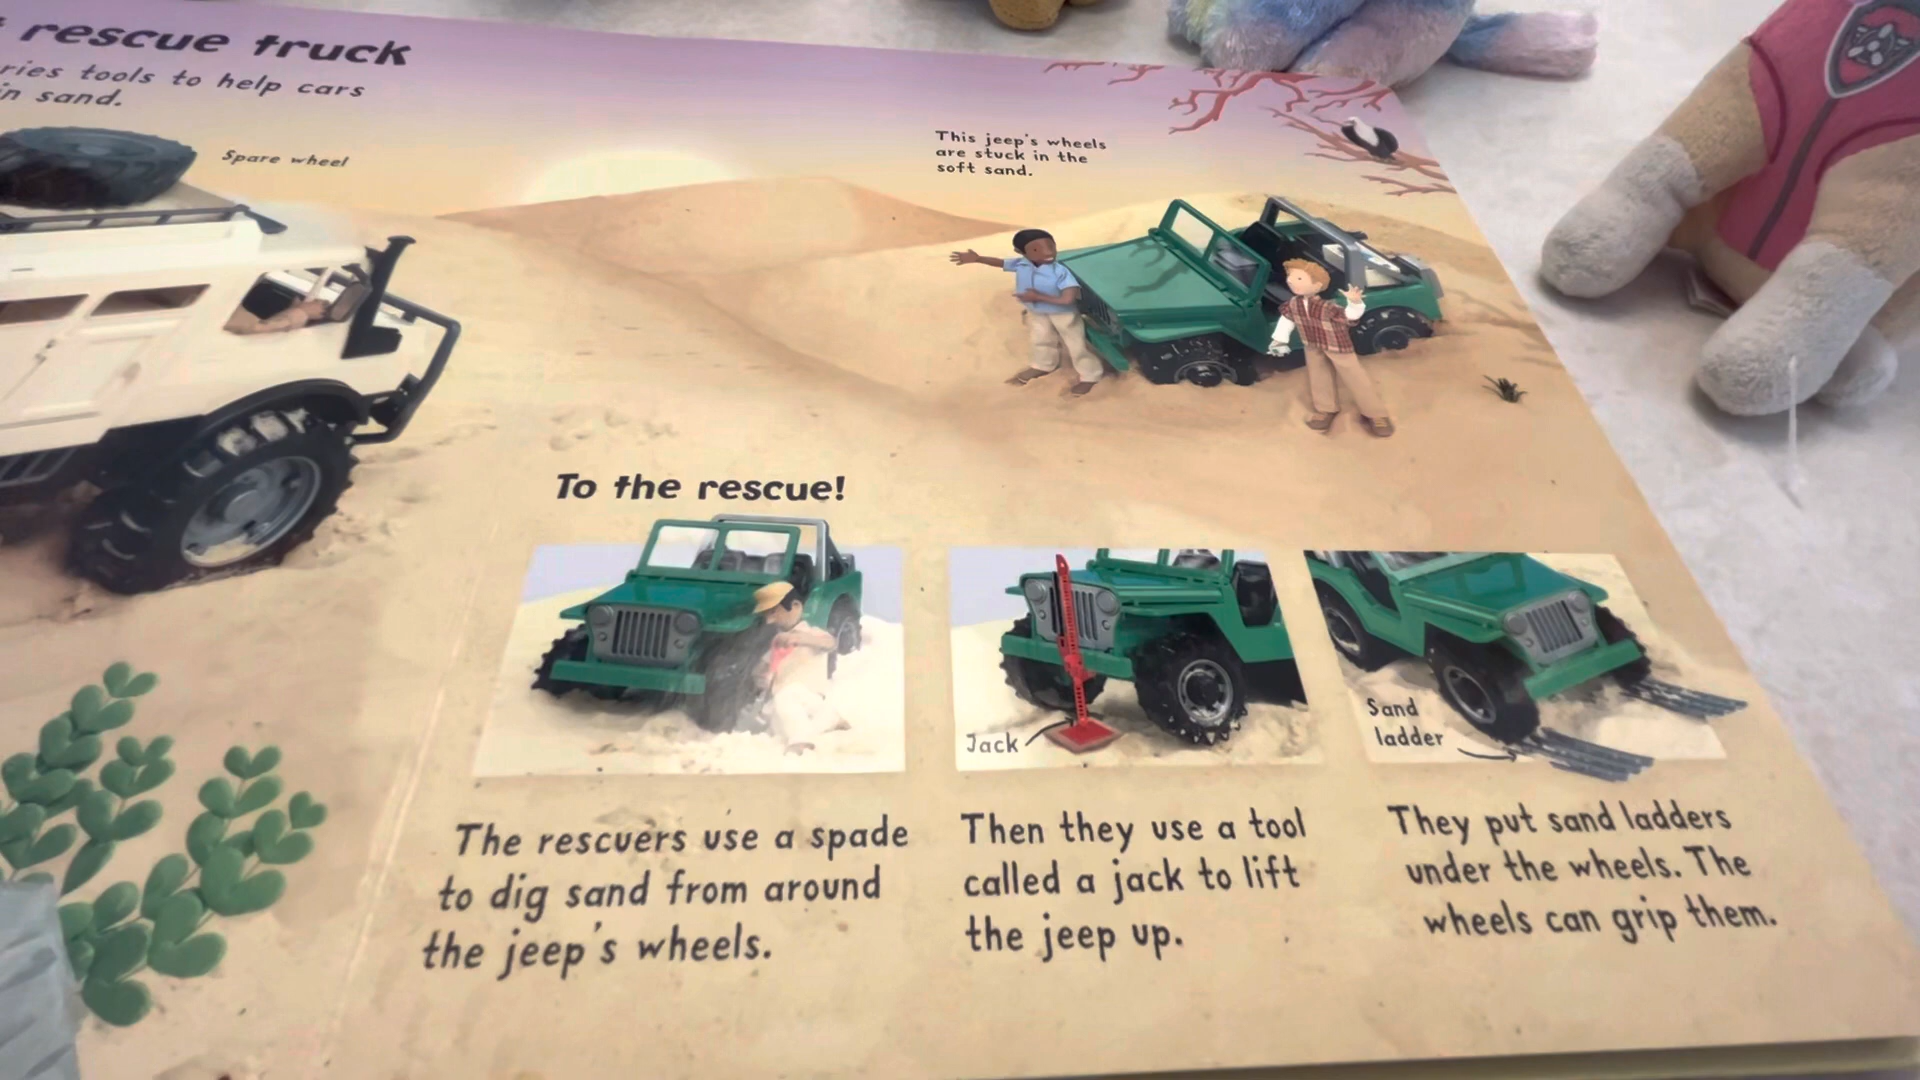 rescue truck
tools to help cars
in sand.
Spare wheel
This jeep's wheels
are stuck in the
soft sand.
To the rescue!
Jack
Sand
ladder
The rescuers use a spade
to dig sand from around
the jeep's wheels.
Then they use a tool
called a jack to lift
the jeep up.
They put sand ladders
under the wheels. The
wheels can grip them.